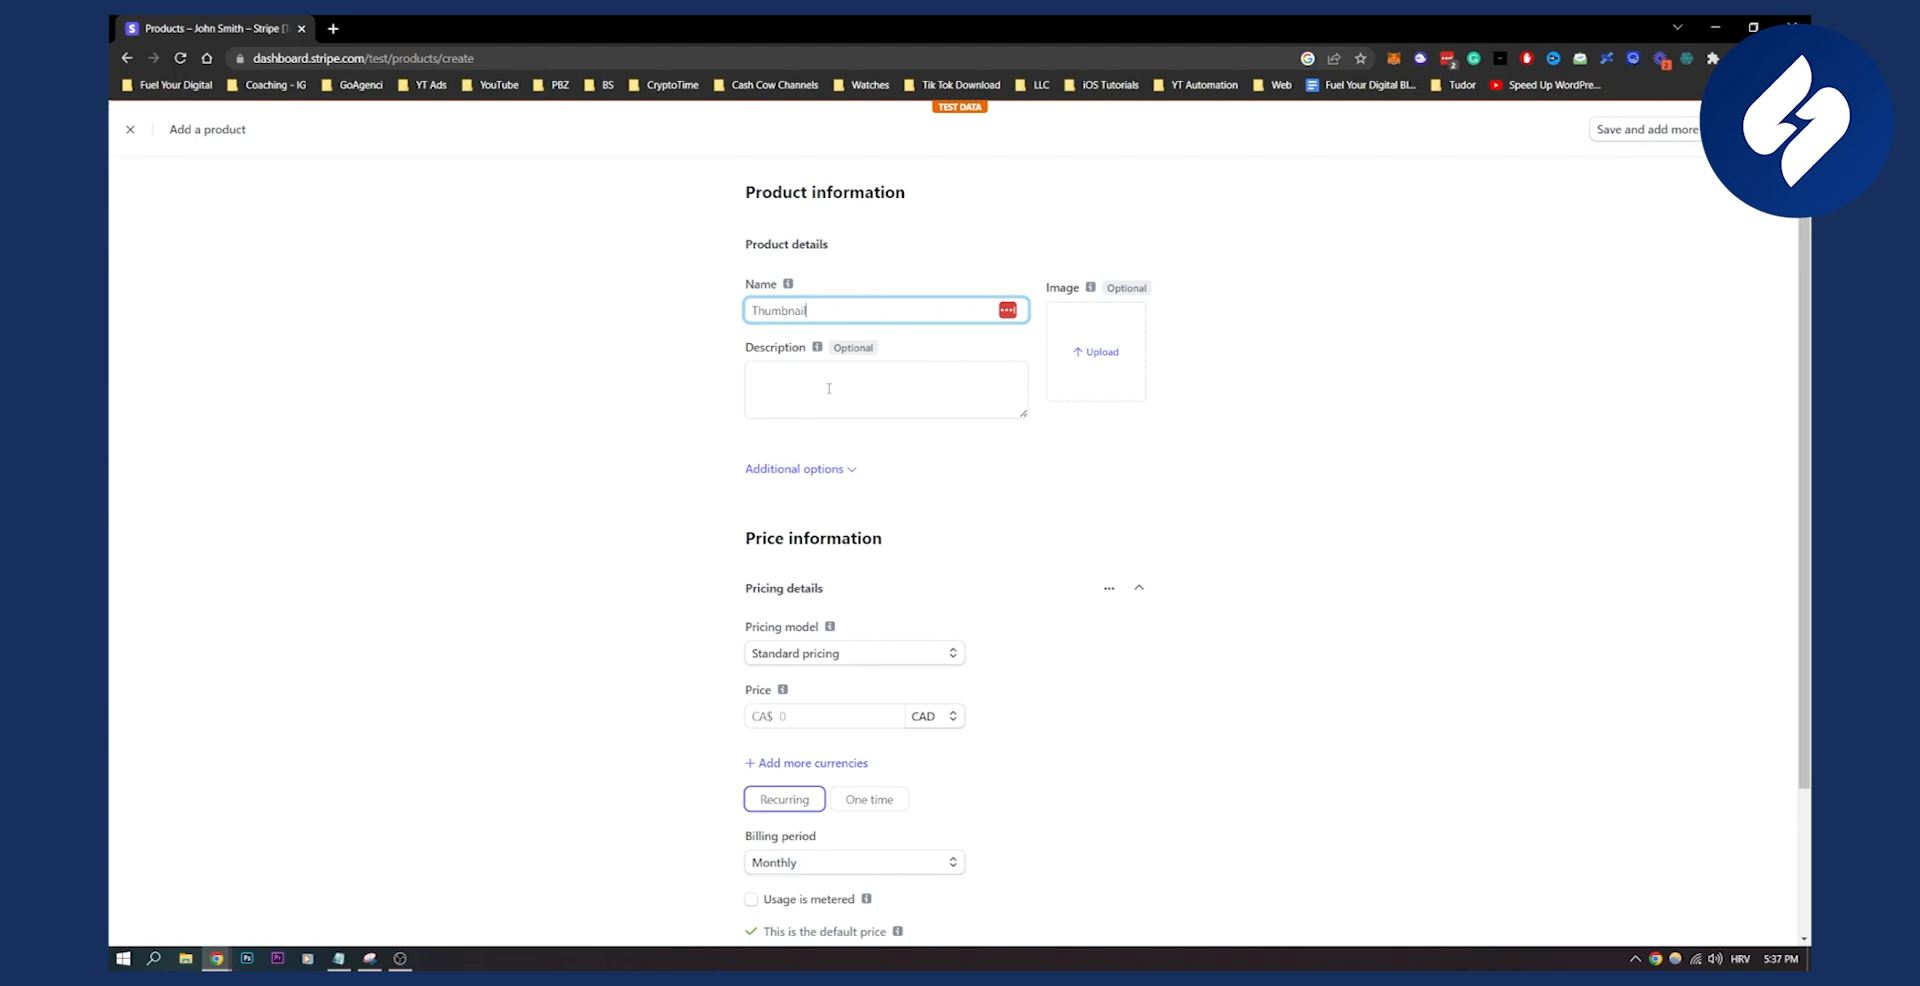 Products – John Smith – Stripe [T
dashboard.stripe.com/test/products/create
Fuel Your Digital
Coaching - IG
GoAgenci
YT Ads
YouTube
PBZ
BS
CryptoTime
Cash Cow Channels
Watches
Tik Tok Download
LLC
iOS Tutorials
YT Automation
Web
Fuel Your Digital Bl...
Tudor
Speed Up WordPre...
TEST DATA
Add a product
Save and add more
Product information
Product details
Name
Image
Optional
Thumbnail
Description
Optional
Upload
Additional options
Price information
Pricing details
Pricing model
Standard pricing
Price
CA$ 0
CAD
+ Add more currencies
Recurring
One time
Billing period
Monthly
Usage is metered
This is the default price
HRV
5:37 PM